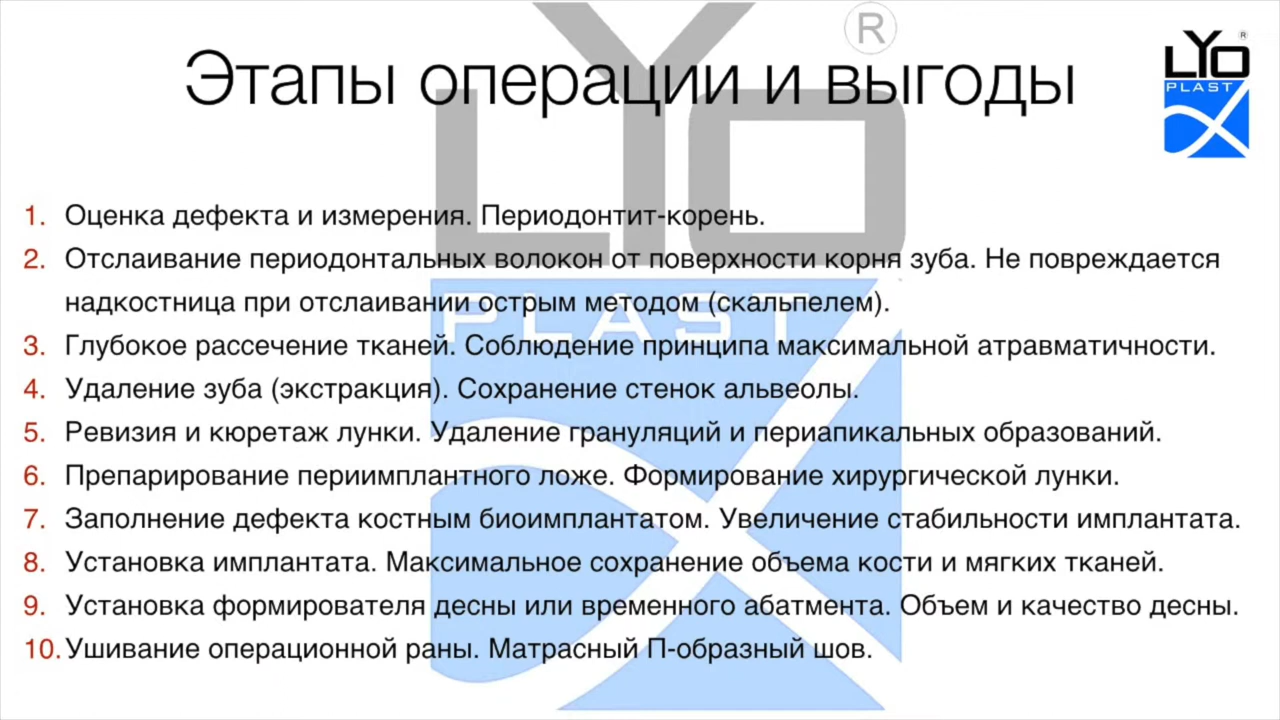 Этапы операции и выгоды
LYO ®
PLAST
1. Оценка дефекта и измерения. Периодонтит-корень.
2. Отслаивание периодонтальных волокон от поверхности корня зуба. Не повреждается
надкостница при отслаивании острым методом (скальпелем).
3. Глубокое рассечение тканей. Соблюдение принципа максимальной атравматичности.
4. Удаление зуба (экстракция). Сохранение стенок альвеолы.
5. Ревизия и кюретаж лунки. Удаление грануляций и периапикальных образований.
6. Препарирование периимплантного ложе. Формирование хирургической лунки.
7. Заполнение дефекта костным биоимплантатом. Увеличение стабильности имплантата.
8. Установка имплантата. Максимальное сохранение объема кости и мягких тканей.
9. Установка формирователя десны или временного абатмента. Объем и качество десны.
10. Ушивание операционной раны. Матрасный П-образный шов.
LYO ®
PLAST